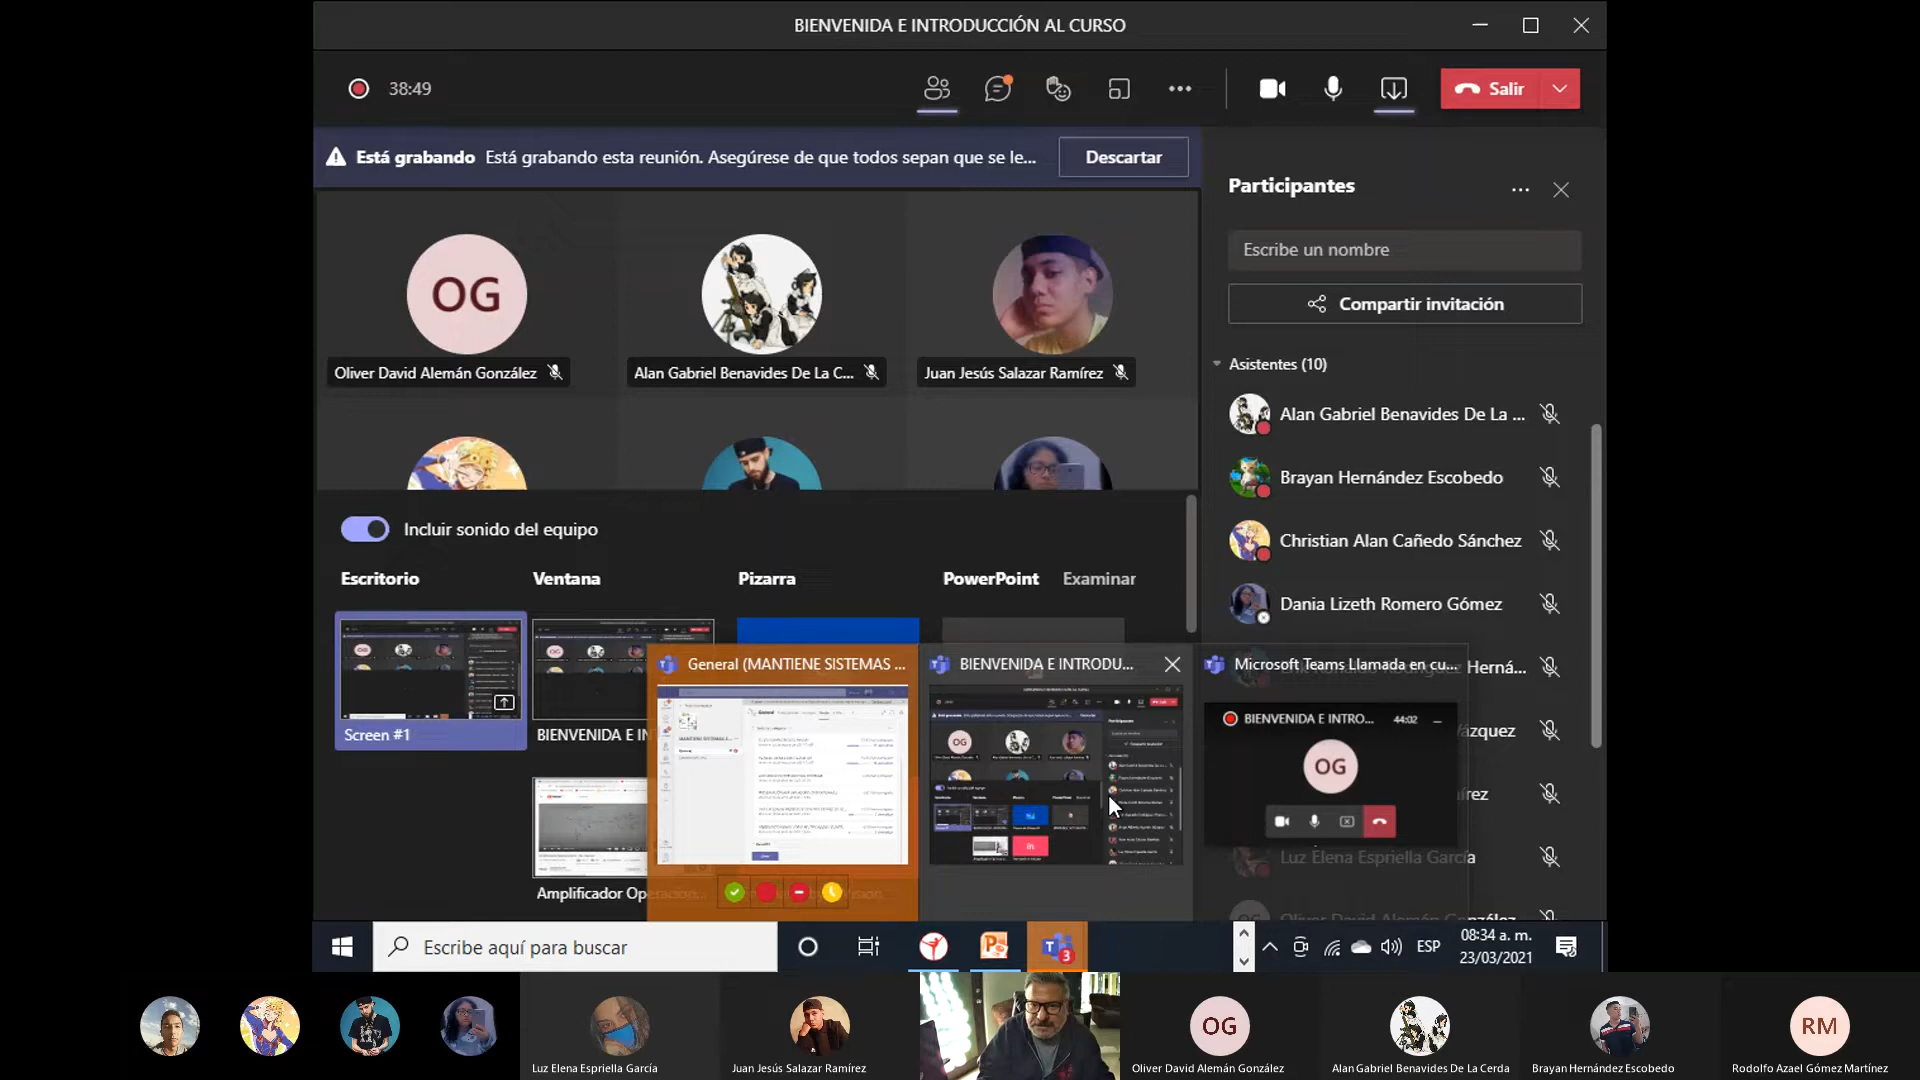 BIENVENIDA E INTRODUCCIÓN AL CURSO
38:49
Salir
Está grabando Está grabando esta reunión. Asegúrese de que todos sepan que se le...
Descartar
Participantes
Escribe un nombre
Compartir invitación
Asistentes (10)
OG
Oliver David Alemán González
Alan Gabriel Benavides De La C...
Juan Jesús Salazar Ramírez
Alan Gabriel Benavides De La ...
Brayan Hernández Escobedo
Christian Alan Cañedo Sánchez
Dania Lizeth Romero Gómez
Herná...
Luz Elena Espriella García
Oliver David Alemán González
Incluir sonido del equipo
Escritorio
Ventana
Pizarra
PowerPoint
Examinar
Screen #1
BIENVENIDA E IN
Amplificador
General (MANTIENE SISTEMAS ...
BIENVENIDA E INTRODU...
Microsoft Teams Llamada en cu...
BIENVENIDA E INTRO...
44:02
OG
Escribe aquí para buscar
3
ESP
08:34 a. m.
23/03/2021
Luz Elena Espriella García
Juan Jesús Salazar Ramírez
OG
Oliver David Alemán González
Alan Gabriel Benavides De La Cerda
Brayan Hernández Escobedo
RM
Rodolfo Azael Gómez Martínez